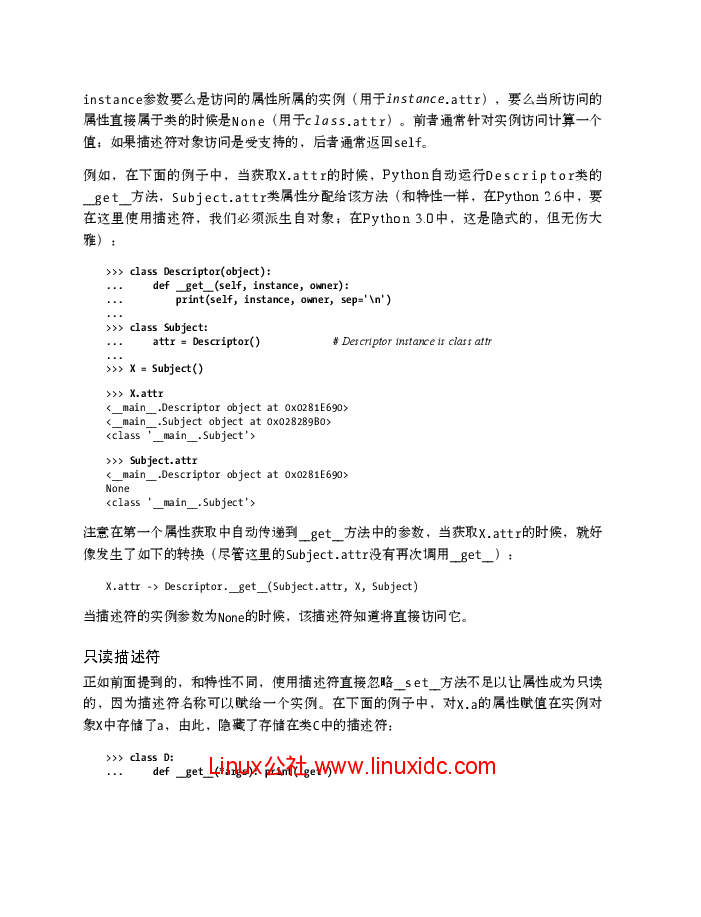 instance参数要么是访问的属性所属的实例（用于instance.attr），要么当所访问的
属性直接属于类的时候是None（用于class.attr）。前者通常针对实例访问计算一个
值；如果描述符对象访问是受支持的，后者通常返回self。
例如，在下面的例子中，当获取X.attr的时候，Python自动运行Descriptor类的
__get__方法，Subject.attr类属性分配给该方法（和特性一样，在Python 2.6中，要
在这里使用描述符，我们必须派生自对象；在Python 3.0中，这是隐式的，但无伤大
雅）：
>>> class Descriptor(object):
...     def __get__(self, instance, owner):
...         print(self, instance, owner, sep='\n')
...
>>> class Subject:
...     attr = Descriptor()            # Descriptor instance is class attr
...
>>> X = Subject()
>>> X.attr
<__main__.Descriptor object at 0x0281E690>
<__main__.Subject object at 0x028289B0>
<class '__main__.Subject'>
>>> Subject.attr
<__main__.Descriptor object at 0x0281E690>
None
<class '__main__.Subject'>
注意在第一个属性获取中自动传递到__get__方法中的参数，当获取X.attr的时候，就好
像发生了如下的转换（尽管这里的Subject.attr没有再次调用__get__）：
X.attr -> Descriptor.__get__(Subject.attr, X, Subject)
当描述符的实例参数为None的时候，该描述符知道将直接访问它。
只读描述符
正如前面提到的，和特性不同，使用描述符直接忽略__set__方法不足以让属性成为只读
的，因为描述符名称可以赋给一个实例。在下面的例子中，对X.a的属性赋值在实例对
象X中存储了a，由此，隐藏了存储在类C中的描述符：
>>> class D:
...     def __get__(*args): print('get')
Linux公社 www.linuxidc.com